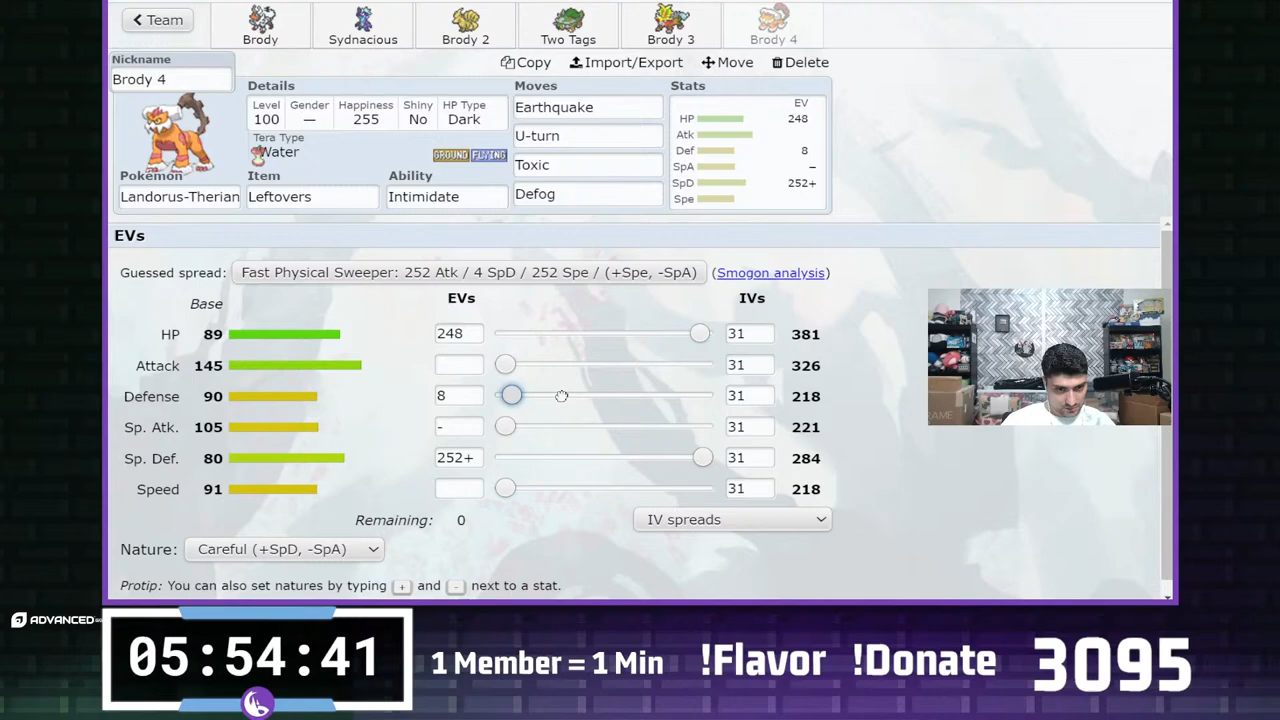 Team
Brody
Sydnacious
Brody 2
Two Tags
Brody 3
Brody 4
Nickname
Brody 4
Copy
Import/Export
Move
Delete
Details
Level
100
Gender
—
Happiness
255
Shiny
No
HP Type
Dark
Tera Type
Water
GROUND
FLYING
Pokémon
Landorus-Therian
Item
Leftovers
Ability
Intimidate
Moves
Earthquake
U-turn
Toxic
Defog
Stats
EV
HP 248
Atk
Def 8
SpA –
SpD 252+
Spe
EVs
Guessed spread: Fast Physical Sweeper: 252 Atk / 4 SpD / 252 Spe / (+Spe, -SpA) (Smogon analysis)
Base EVs IVs
HP 89 248 31 381
Attack 145 31 326
Defense 90 8 31 218
Sp. Atk. 105 - 31 221
Sp. Def. 80 252+ 31 284
Speed 91 31 218
Remaining: 0
IV spreads
Nature: Careful (+SpD, -SpA)
Protip: You can also set natures by typing + and - next to a stat.
ADVANCED
05:54:41
1 Member = 1 Min
!Flavor
!Donate
3095